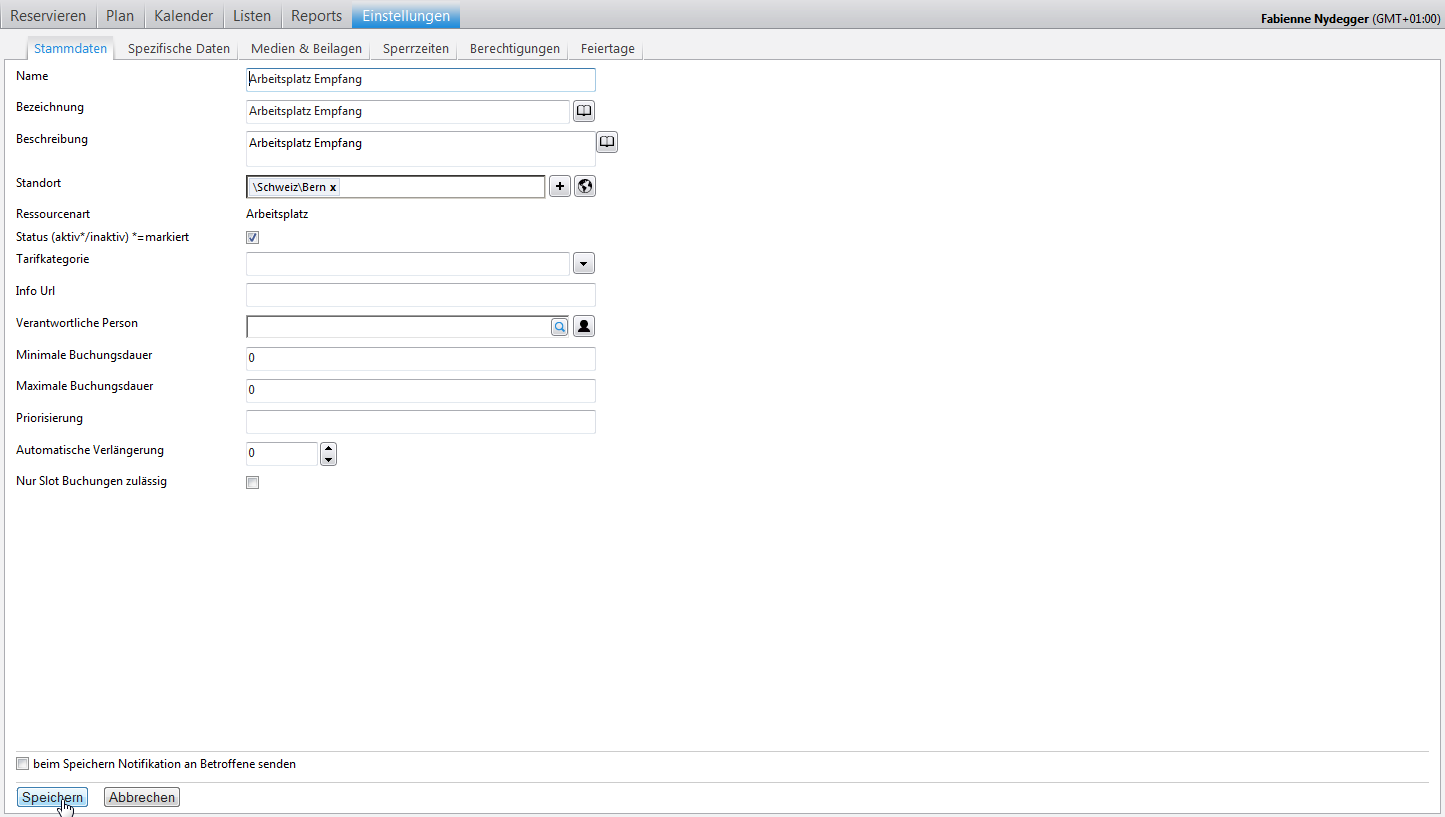 Reservieren Plan Kalender Listen Reports Einstellungen Fabienne Nydegger (GMT+01:00)
Stammdaten Spezifische Daten Medien & Beilagen Sperrzeiten Berechtigungen Feiertage
Name Arbeitsplatz Empfang
Bezeichnung Arbeitsplatz Empfang
Beschreibung Arbeitsplatz Empfang
Standort \Schweiz\Bern x +
Ressourcenart Arbeitsplatz
Status (aktiv*/inaktiv) *=markiert
Tarifkategorie
Info Url
Verantwortliche Person
Minimale Buchungsdauer 0
Maximale Buchungsdauer 0
Priorisierung
Automatische Verlängerung 0
Nur Slot Buchungen zulässig
beim Speichern Notifikation an Betroffene senden
Speichern Abbrechen